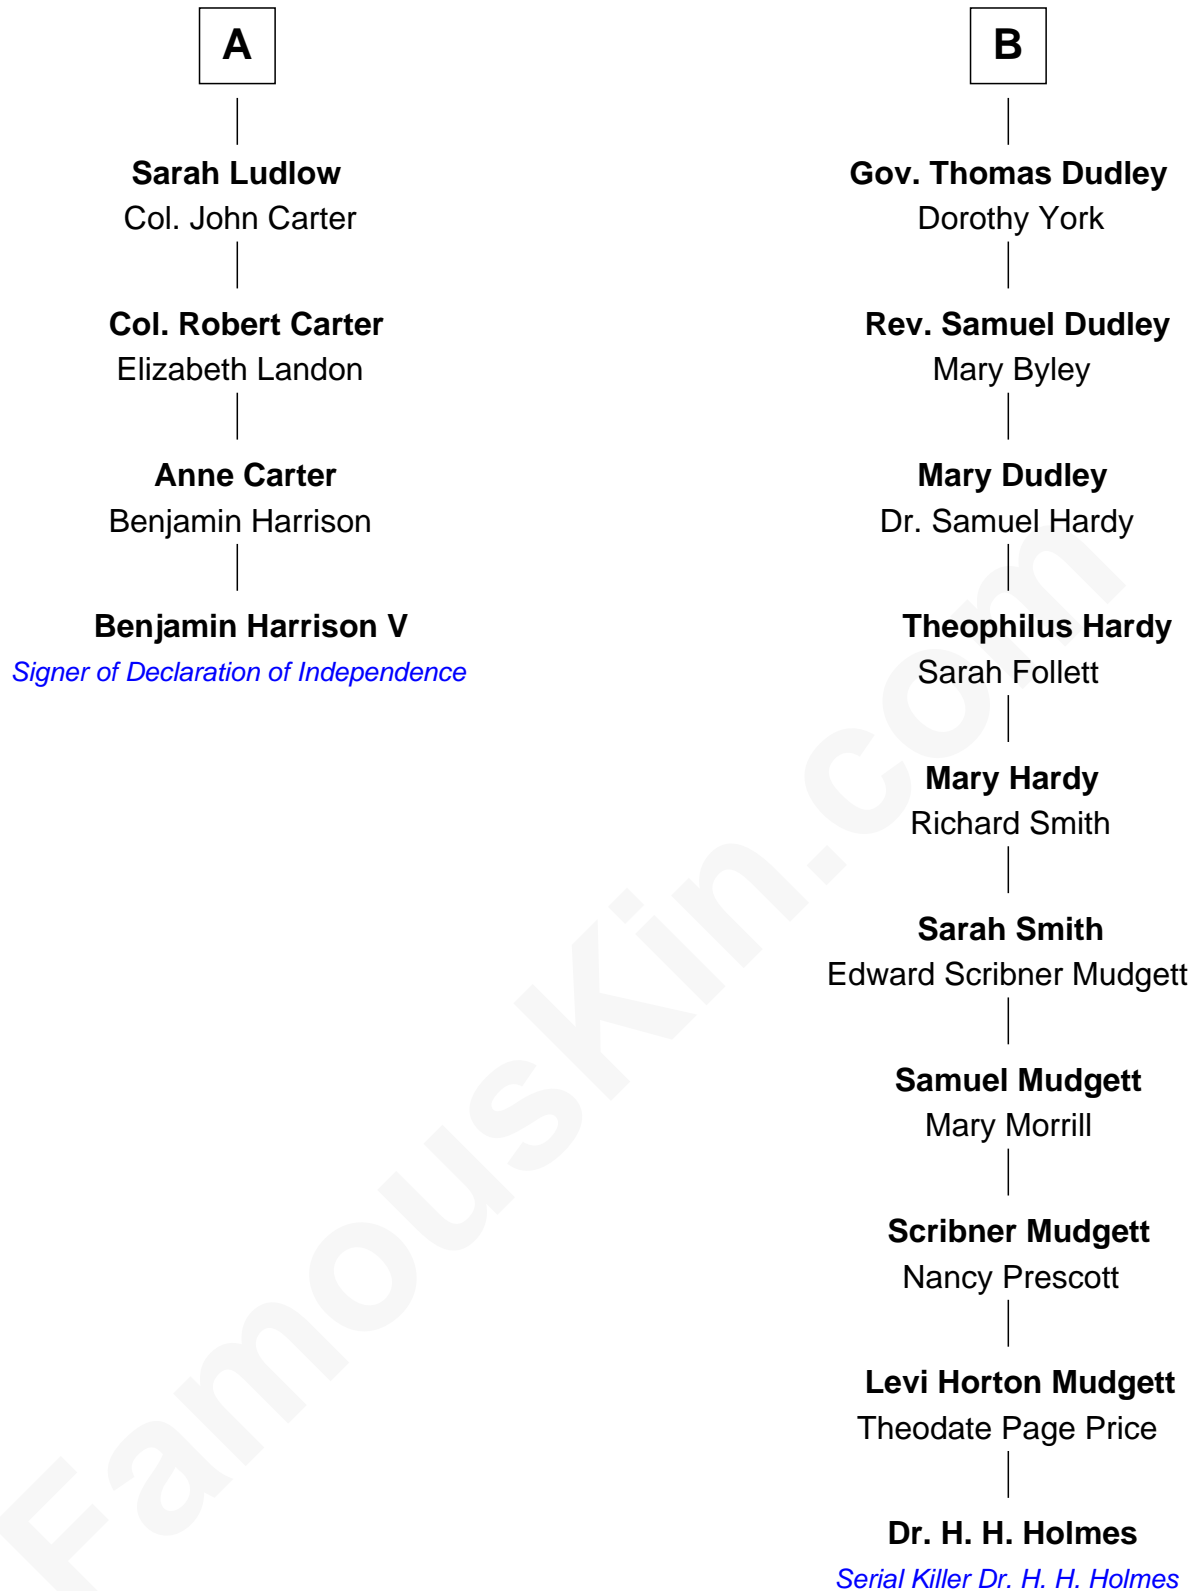 A
Sarah Ludlow
Col. John Carter
Col. Robert Carter
Elizabeth Landon
Anne Carter
Benjamin Harrison
Benjamin Harrison V
Signer of Declaration of Independence
B
Gov. Thomas Dudley
Dorothy York
Rev. Samuel Dudley
Mary Byley
Mary Dudley
Dr. Samuel Hardy
Theophilus Hardy
Sarah Follett
Mary Hardy
Richard Smith
Sarah Smith
Edward Scribner Mudgett
Samuel Mudgett
Mary Morrill
Scribner Mudgett
Nancy Prescott
Levi Horton Mudgett
Theodate Page Price
Dr. H. H. Holmes
Serial Killer Dr. H. H. Holmes
FamousKin.com